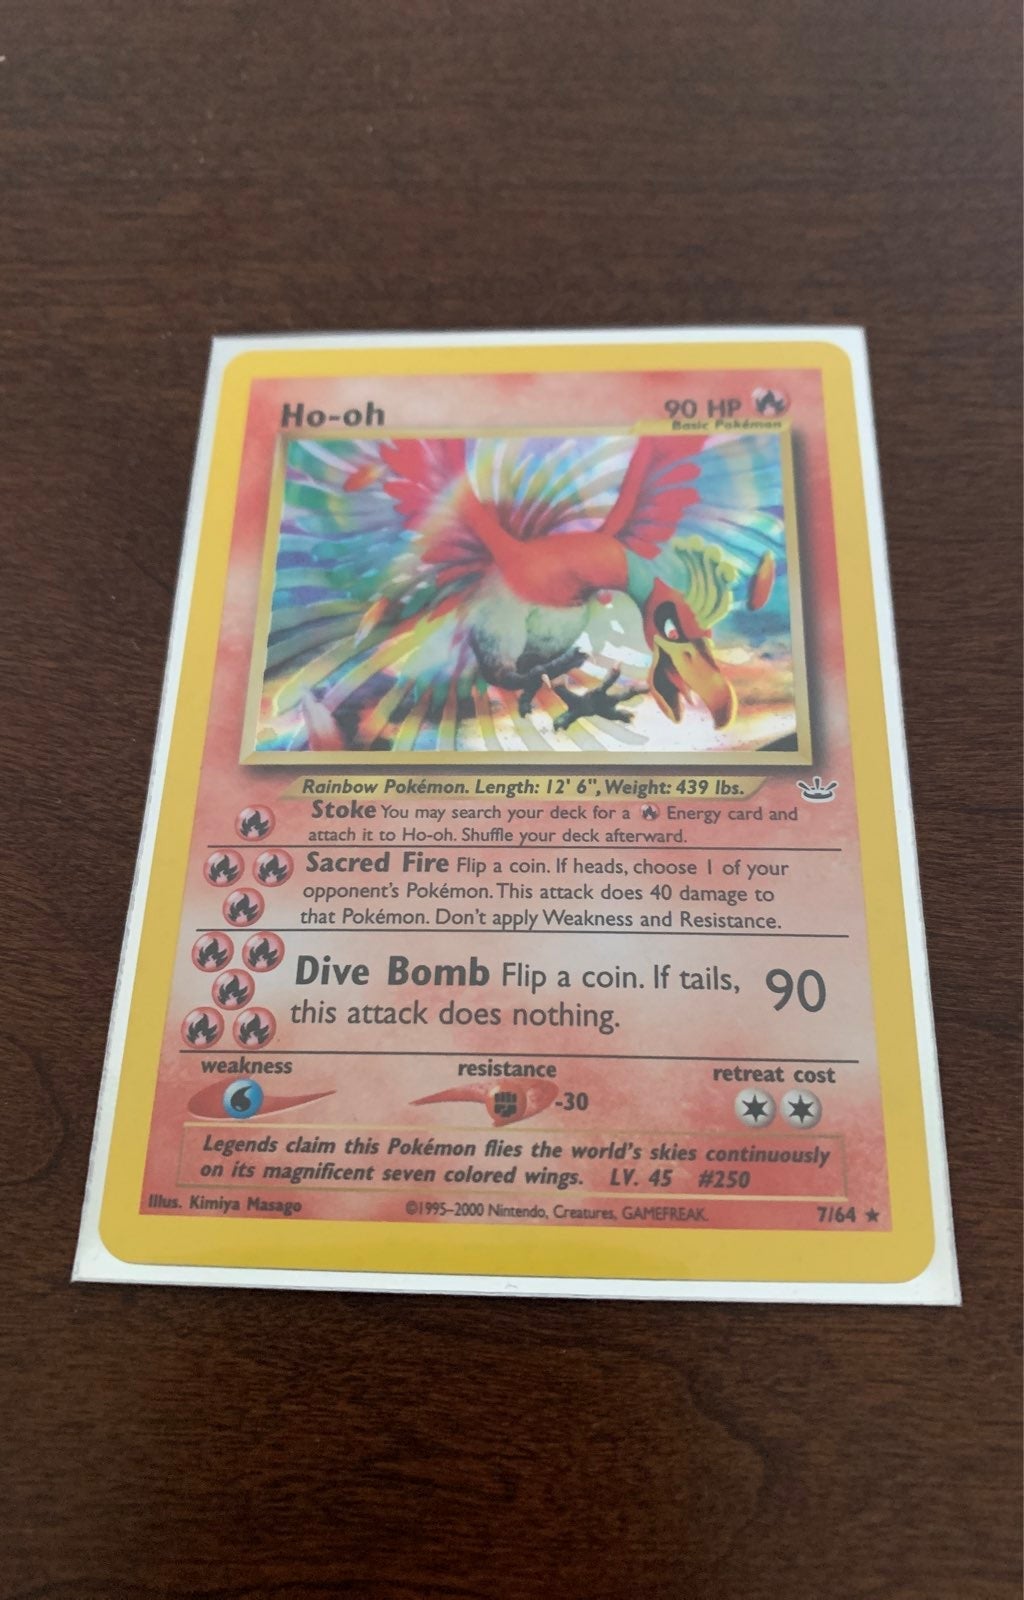 Ho-oh
90 HP
Basic Pokémon
Rainbow Pokémon. Length: 12' 6", Weight: 439 lbs.
Stoke You may search your deck for a Energy card and
attach it to Ho-oh. Shuffle your deck afterward.
Sacred Fire Flip a coin. If heads, choose 1 of your
opponent's Pokémon. This attack does 40 damage to
that Pokémon. Don't apply Weakness and Resistance.
Dive Bomb Flip a coin. If tails, 90
this attack does nothing.
weakness resistance retreat cost
-30
Legends claim this Pokémon flies the world's skies continuously
on its magnificent seven colored wings. LV. 45 #250
Illus. Kimiya Masago ©1995–2000 Nintendo, Creatures, GAMEFREAK. 7/64 ★